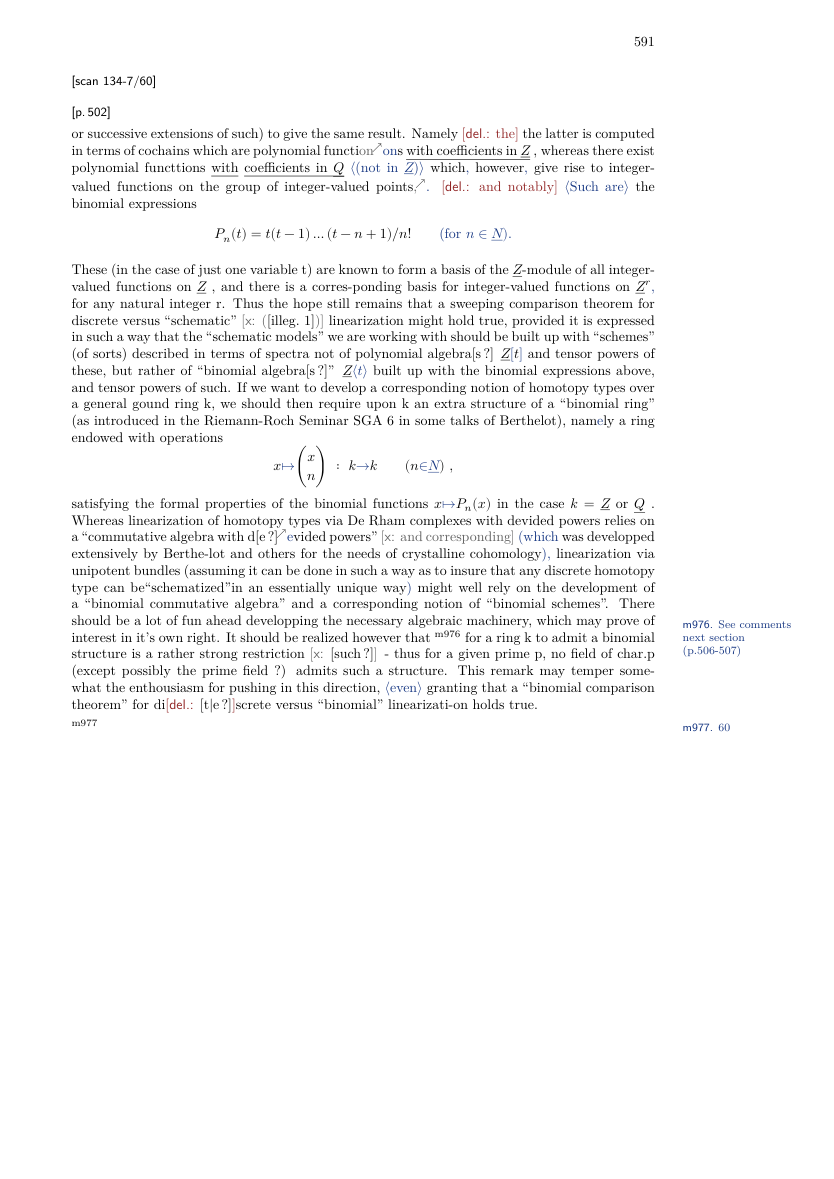 591
[scan 134-7/60]
[p. 502]
or successive extensions of such) to give the same result. Namely [del.: the] the latter is computed
in terms of cochains which are polynomial function↗ons with coefficients in Z , whereas there exist
polynomial functtions with coefficients in Q ⟨(not in Z)⟩ which, however, give rise to integer-
valued functions on the group of integer-valued points,↗. [del.: and notably] ⟨Such are⟩ the
binomial expressions
P_n(t) = t(t − 1) ... (t − n + 1)/n! (for n ∈ N).
These (in the case of just one variable t) are known to form a basis of the Z-module of all integer-
valued functions on Z , and there is a corres-ponding basis for integer-valued functions on Z^r,
for any natural integer r. Thus the hope still remains that a sweeping comparison theorem for
discrete versus “schematic” [x: ([illeg. 1])] linearization might hold true, provided it is expressed
in such a way that the “schematic models” we are working with should be built up with “schemes”
(of sorts) described in terms of spectra not of polynomial algebra[s ?] Z[t] and tensor powers of
these, but rather of “binomial algebra[s ?]” Z⟨t⟩ built up with the binomial expressions above,
and tensor powers of such. If we want to develop a corresponding notion of homotopy types over
a general gound ring k, we should then require upon k an extra structure of a “binomial ring”
(as introduced in the Riemann-Roch Seminar SGA 6 in some talks of Berthelot), namely a ring
endowed with operations
x↦(x n) : k→k (n∈N) ,
satisfying the formal properties of the binomial functions x↦P_n(x) in the case k = Z or Q .
Whereas linearization of homotopy types via De Rham complexes with devided powers relies on
a “commutative algebra with d[e ?]↗evided powers” [x: and corresponding] (which was developped
extensively by Berthe-lot and others for the needs of crystalline cohomology), linearization via
unipotent bundles (assuming it can be done in such a way as to insure that any discrete homotopy
type can be“schematized”in an essentially unique way) might well rely on the development of
a “binomial commutative algebra” and a corresponding notion of “binomial schemes”. There
should be a lot of fun ahead developping the necessary algebraic machinery, which may prove of
interest in it's own right. It should be realized however that m976 for a ring k to admit a binomial
structure is a rather strong restriction [x: [such ?]] - thus for a given prime p, no field of char.p
(except possibly the prime field ?) admits such a structure. This remark may temper some-
what the enthousiasm for pushing in this direction, ⟨even⟩ granting that a “binomial comparison
theorem” for di[del.: [t|e ?]]screte versus “binomial” linearizati-on holds true.
m977
m976. See comments
next section
(p.506-507)
m977. 60